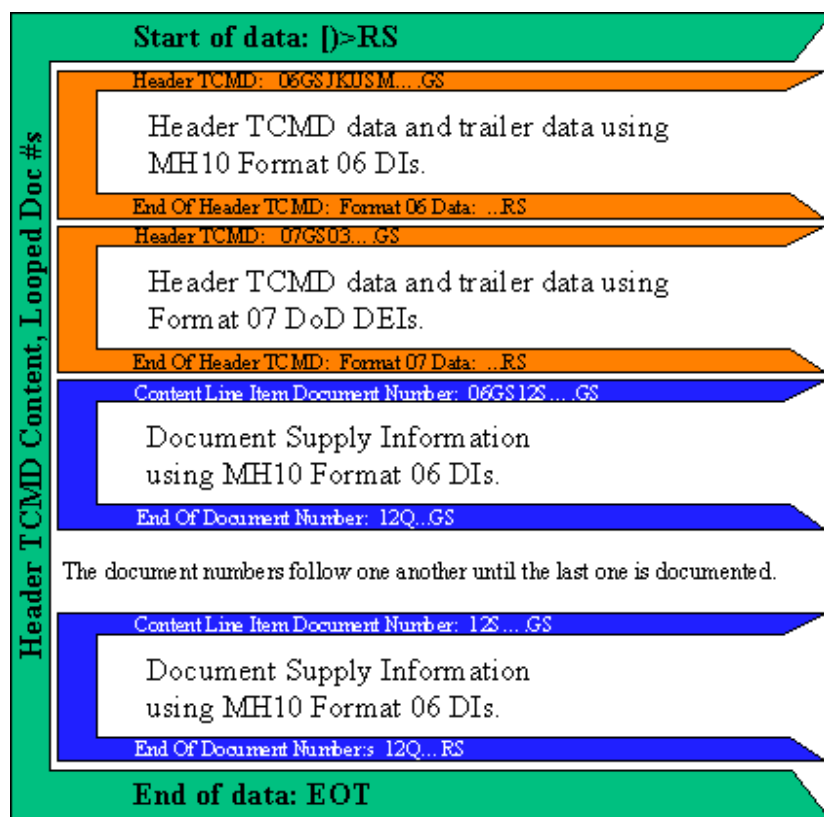 Start of data: [)>RS
Header TCMD Content, Looped Doc #s
Header TCMD: 06GSJKUSM....GS
Header TCMD data and trailer data using
MH10 Format 06 DIs.
End Of Header TCMD: Format 06 Data: ...RS
Header TCMD: 07GS03....GS
Header TCMD data and trailer data using
Format 07 DoD DEIs.
End Of Header TCMD: Format 07 Data: ...RS
Content Line Item Document Number: 06GS12S....GS
Document Supply Information
using MH10 Format 06 DIs.
End Of Document Number: 12Q...GS
The document numbers follow one another until the last one is documented.
Content Line Item Document Number: 12S....GS
Document Supply Information
using MH10 Format 06 DIs.
End Of Document Number:s 12Q...RS
End of data: EOT